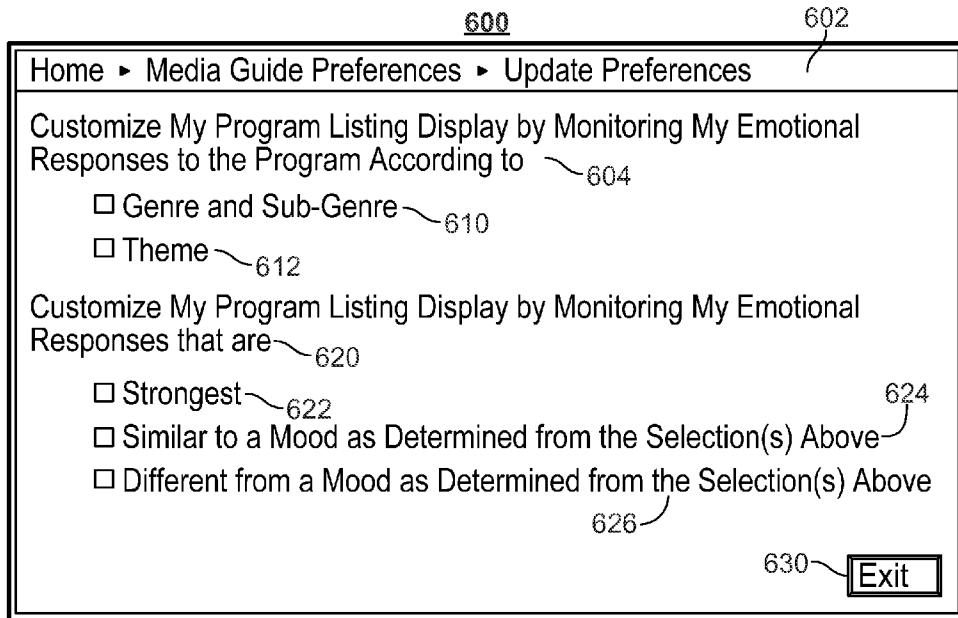 600
602
Home ▸ Media Guide Preferences ▸ Update Preferences
Customize My Program Listing Display by Monitoring My Emotional
Responses to the Program According to 604
☐ Genre and Sub-Genre 610
☐ Theme 612
Customize My Program Listing Display by Monitoring My Emotional
Responses that are 620
☐ Strongest 622
624
☐ Similar to a Mood as Determined from the Selection(s) Above
☐ Different from a Mood as Determined from the Selection(s) Above
626
630 Exit